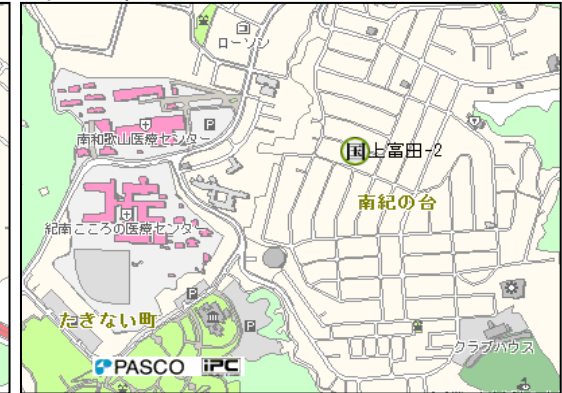 ローソン
P
南和歌山医療センター
国 上富田-2
南紀の台
紀南こころの医療センタ
P
たきない町
P
クラブハウス
PASCO iPC